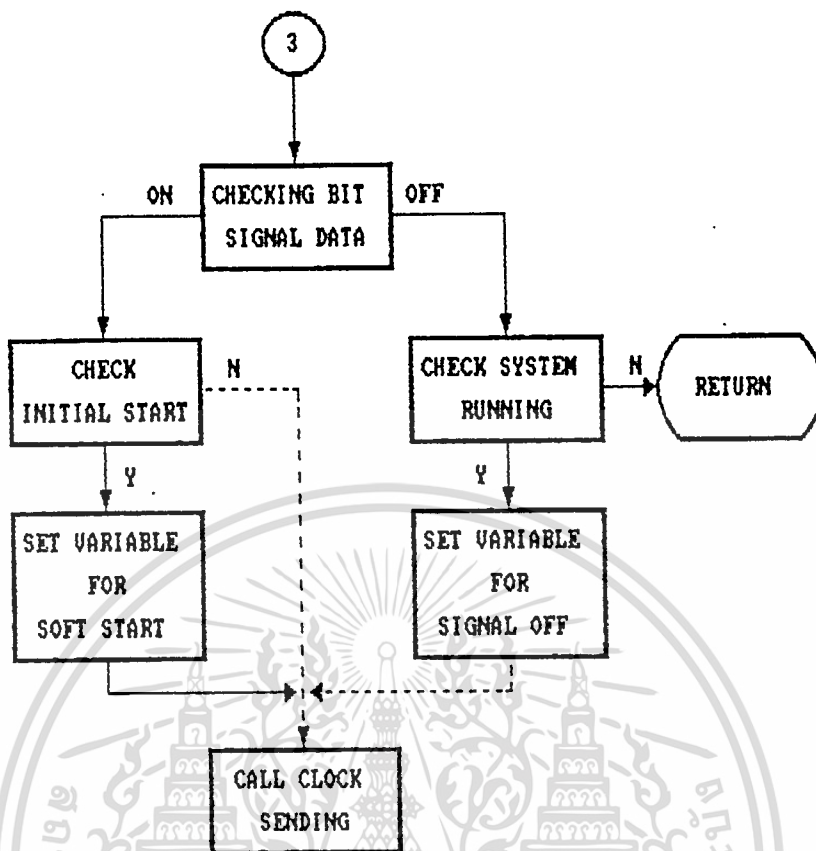 3
ON
CHECKING BIT
SIGNAL DATA
OFF
CHECK
INITIAL START
N
CHECK SYSTEM
RUNNING
N
RETURN
Y
Y
SET VARIABLE
FOR
SOFT START
SET VARIABLE
FOR
SIGNAL OFF
CALL CLOCK
SENDING